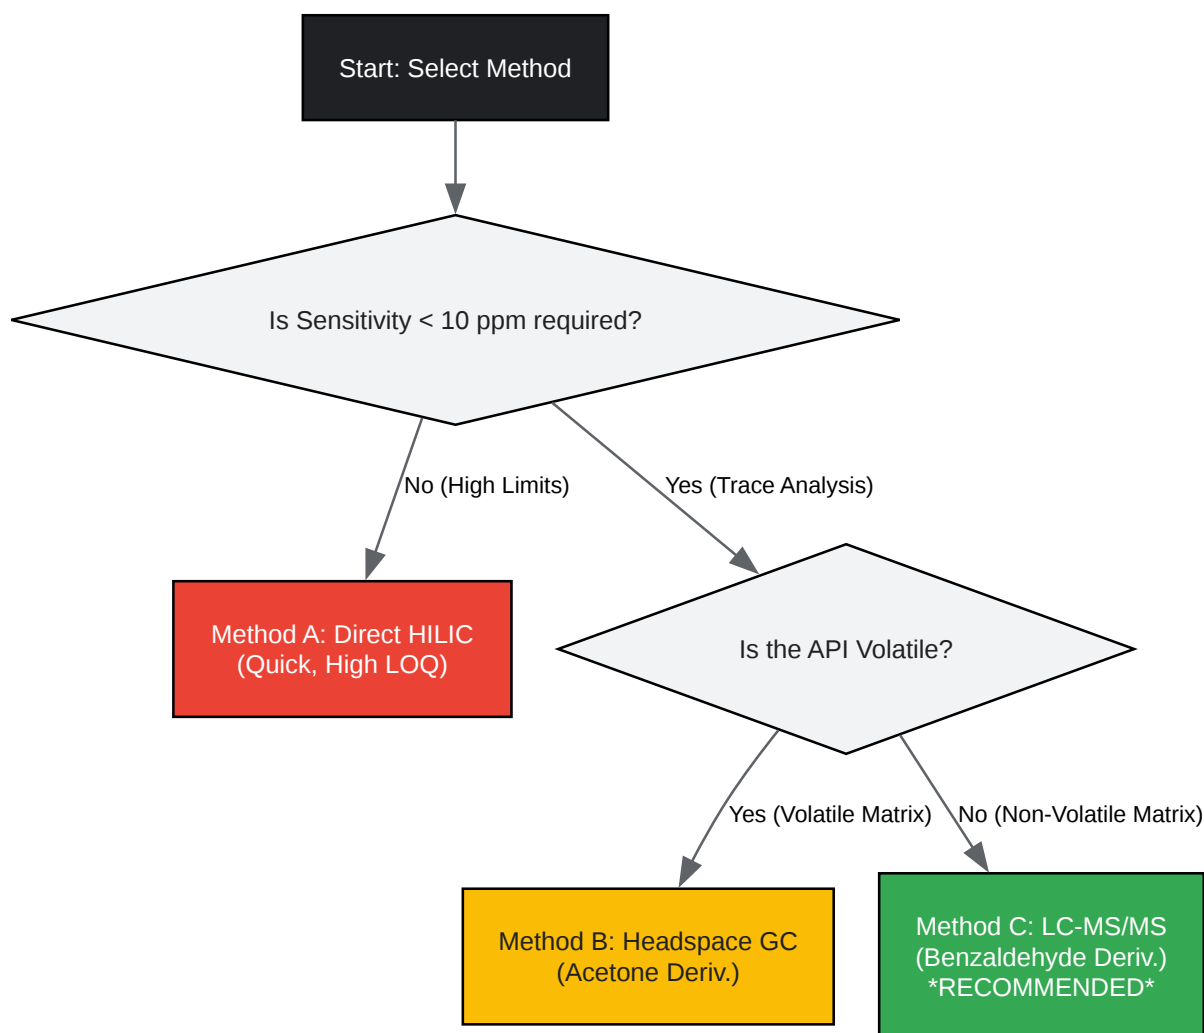 Start: Select Method
Is Sensitivity < 10 ppm required?
No (High Limits)
Yes (Trace Analysis)
Method A: Direct HILIC
(Quick, High LOQ)
Is the API Volatile?
Yes (Volatile Matrix)
No (Non-Volatile Matrix)
Method B: Headspace GC
(Acetone Deriv.)
Method C: LC-MS/MS
(Benzaldehyde Deriv.)
*RECOMMENDED*